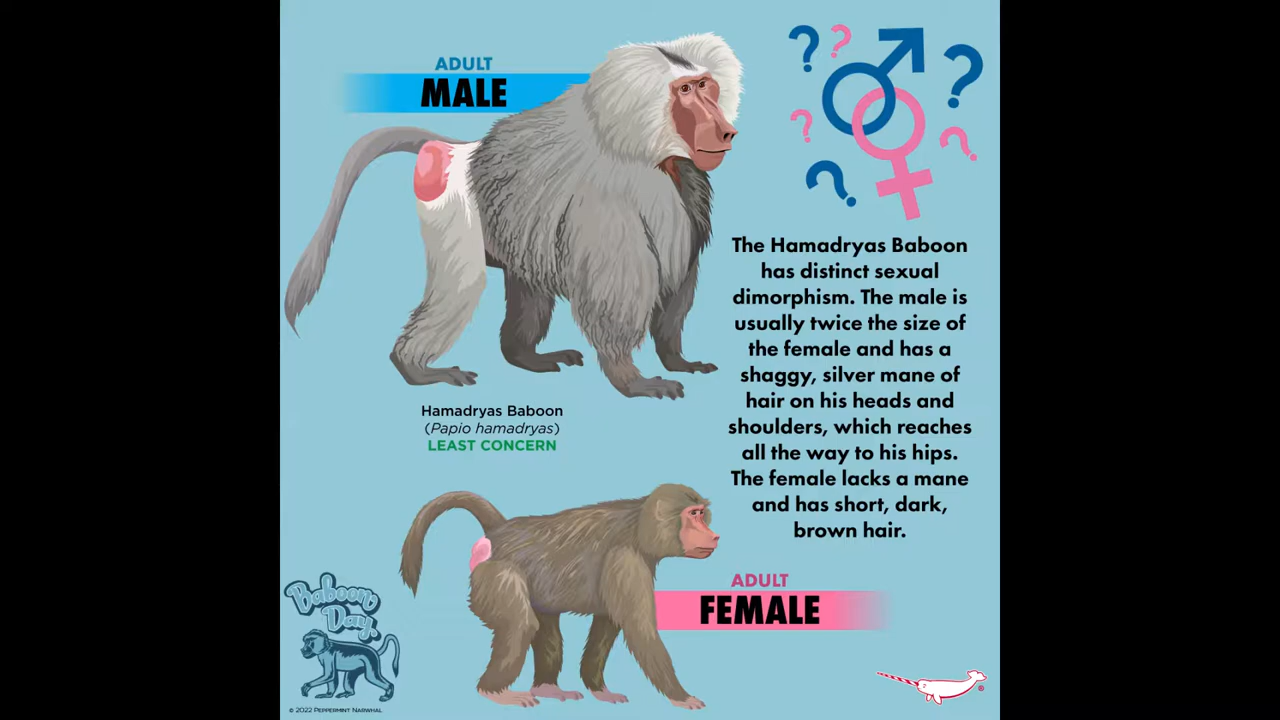 ADULT
MALE
? ? ? ? ? ?
The Hamadryas Baboon
has distinct sexual
dimorphism. The male is
usually twice the size of
the female and has a
shaggy, silver mane of
hair on his heads and
shoulders, which reaches
all the way to his hips.
The female lacks a mane
and has short, dark,
brown hair.
Hamadryas Baboon
(Papio hamadryas)
LEAST CONCERN
ADULT
FEMALE
Baboon
Day
© 2022 Peppermint Narwhal
®